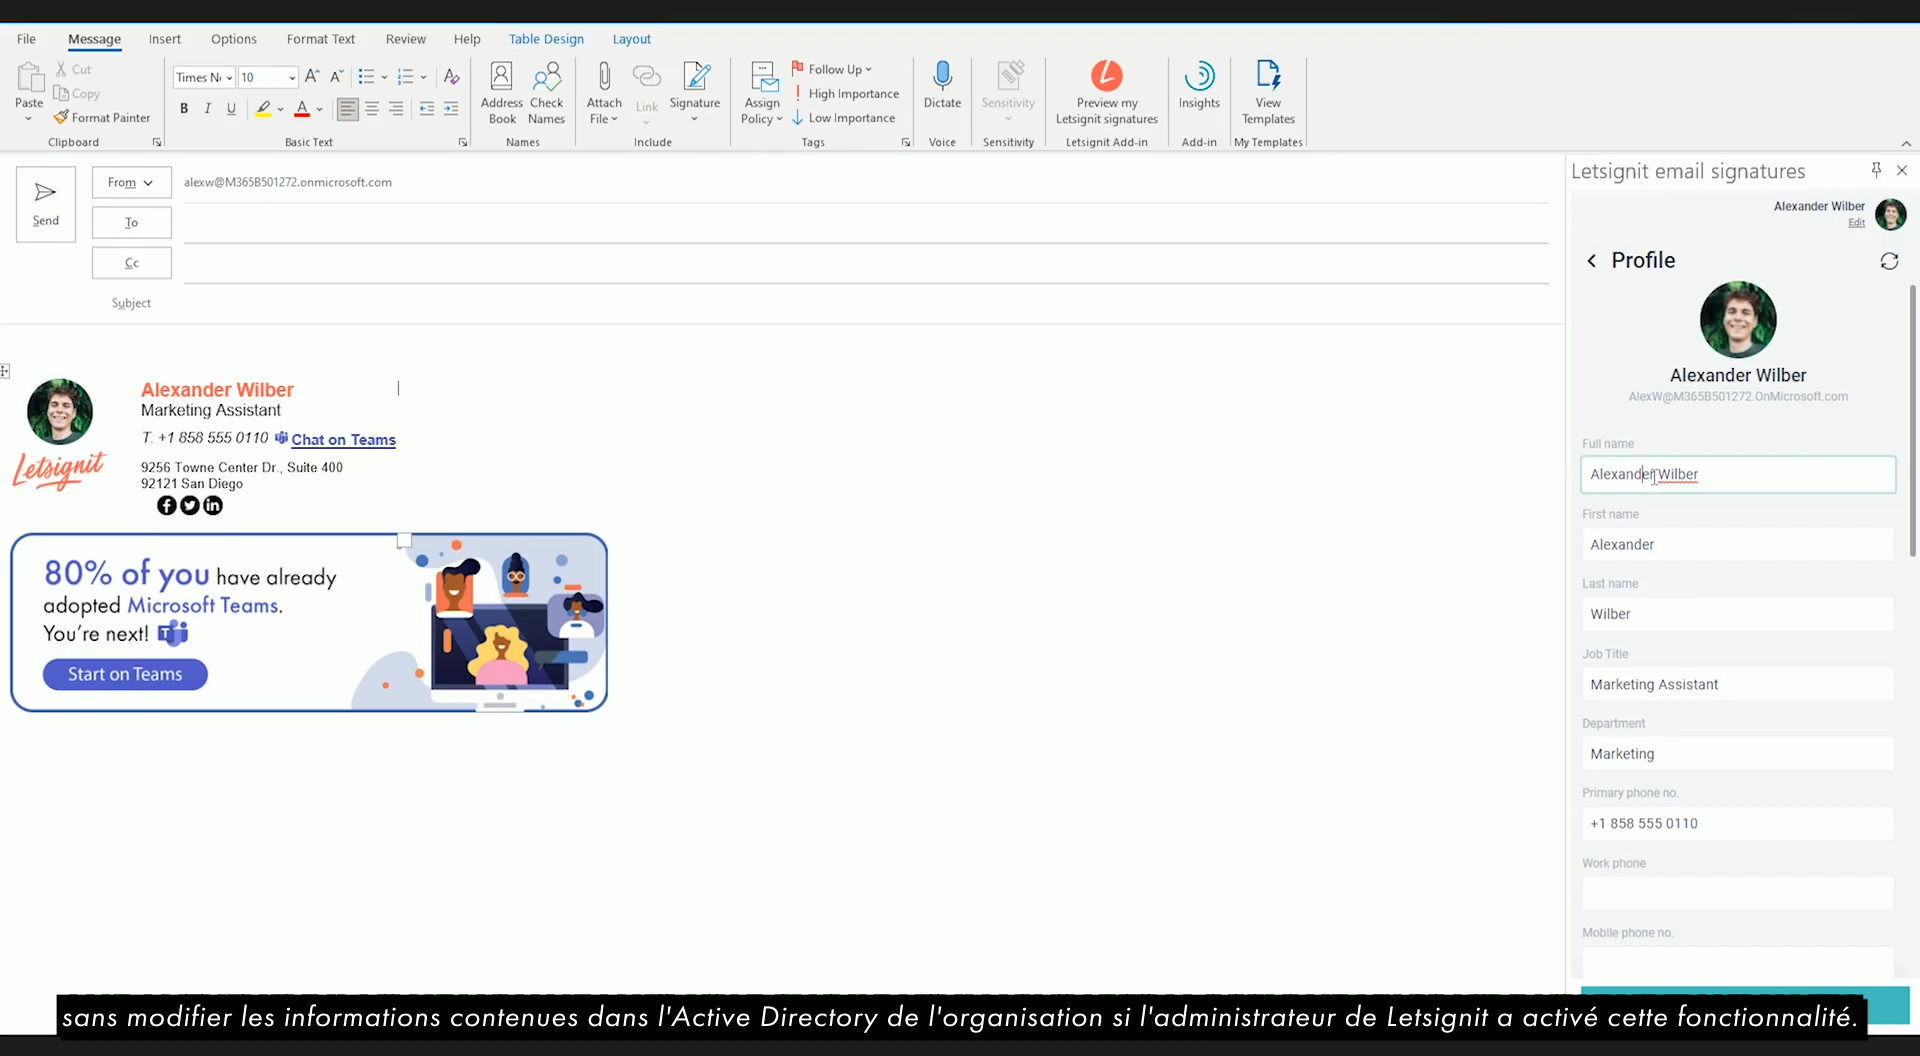 File Message Insert Options Format Text Review Help Table Design Layout
Paste
Cut
Copy
Format Painter
Clipboard
10
B I U
Basic Text
Address Book
Check Names
Names
Attach File
Link
Signature
Include
Assign Policy
Follow Up
High Importance
Low Importance
Tags
Dictate
Voice
Sensitivity
Sensitivity
Preview my Letsignit signatures
Letsignit Add-in
Insights
Add-in
View Templates
My Templates
Send
From
alexw@M365B501272.onmicrosoft.com
To
Cc
Subject
Letsignit
Alexander Wilber
Marketing Assistant
T. +1 858 555 0110 Chat on Teams
9256 Towne Center Dr., Suite 400
92121 San Diego
80% of you have already
adopted Microsoft Teams.
You're next!
Start on Teams
Letsignit email signatures
Alexander Wilber
Edit
Profile
Alexander Wilber
AlexW@M365B501272.OnMicrosoft.com
Full name
Alexander Wilber
First name
Alexander
Last name
Wilber
Job Title
Marketing Assistant
Department
Marketing
Primary phone no.
+1 858 555 0110
Work phone
Mobile phone no.
sans modifier les informations contenues dans l'Active Directory de l'organisation si l'administrateur de Letsignit a activé cette fonctionnalité.